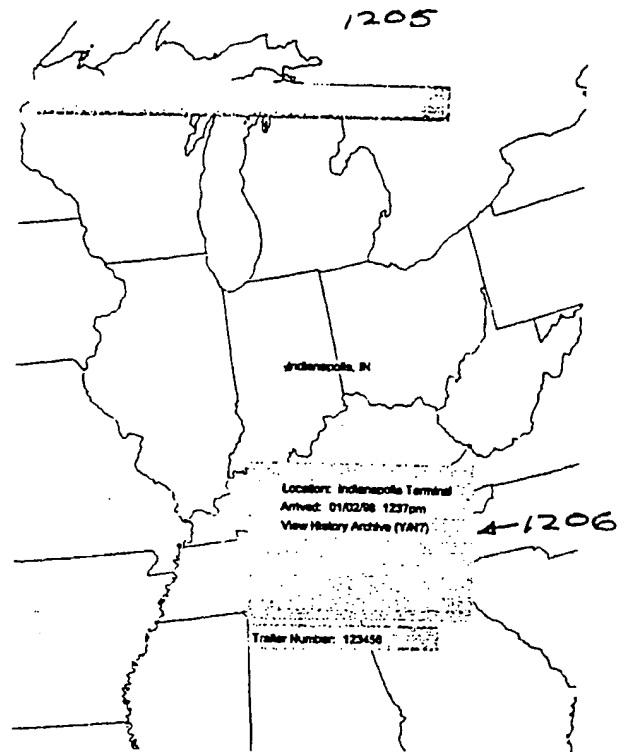 1205
Indianapolis, IN
Location: Indianapolis Terminal
Arrived: 01/02/98 1237pm
View History Archive (Y/N?)
1206
Trailer Number: 123456